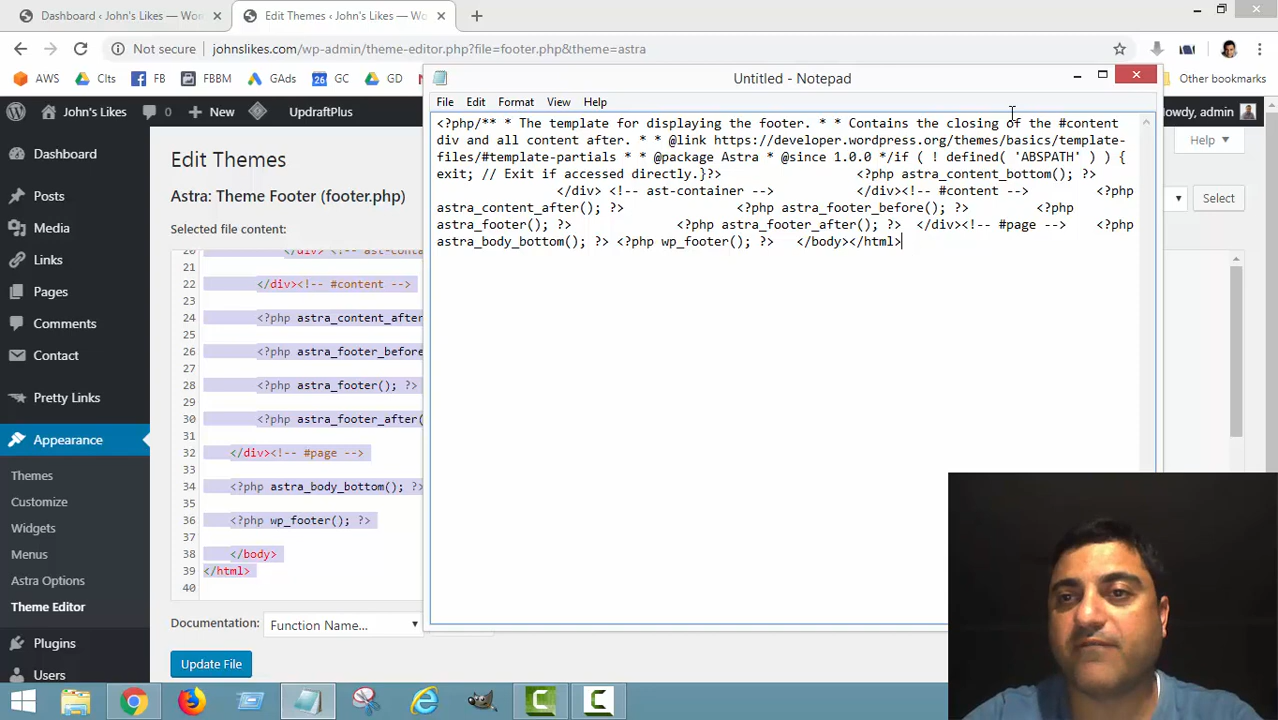 Dashboard ‹ John's Likes — Wor
Edit Themes ‹ John's Likes — Wor
Not secure johnslikes.com/wp-admin/theme-editor.php?file=footer.php&theme=astra
AWS CIts FB FBBM GAds 26 GC GD Other bookmarks
John's Likes 0 New UpdraftPlus owdy, admin
Untitled - Notepad
File Edit Format View Help
<?php/** * The template for displaying the footer. * * Contains the closing of the #content
div and all content after. * * @link https://developer.wordpress.org/themes/basics/template-
files/#template-partials * * @package Astra * @since 1.0.0 */if ( ! defined( 'ABSPATH' ) ) {
exit; // Exit if accessed directly.}?> <?php astra_content_bottom(); ?>
</div> <!-- ast-container --> </div><!-- #content --> <?php
astra_content_after(); ?> <?php astra_footer_before(); ?> <?php
astra_footer(); ?> <?php astra_footer_after(); ?> </div><!-- #page --> <?php
astra_body_bottom(); ?> <?php wp_footer(); ?> </body></html>
Dashboard
Posts
Media
Links
Pages
Comments
Contact
Pretty Links
Appearance
Themes
Customize
Widgets
Menus
Astra Options
Theme Editor
Plugins
Users
Help
Edit Themes
Astra: Theme Footer (footer.php)
Select
Selected file content:
20 </div> <!-- ast-con
21
22 </div><!-- #content -->
23
24 <?php astra_content_after
25
26 <?php astra_footer_before
27
28 <?php astra_footer(); ?>
29
30 <?php astra_footer_after(
31
32 </div><!-- #page -->
33
34 <?php astra_body_bottom(); ?>
35
36 <?php wp_footer(); ?>
37
38 </body>
39 </html>
40
Documentation: Function Name...
Update File